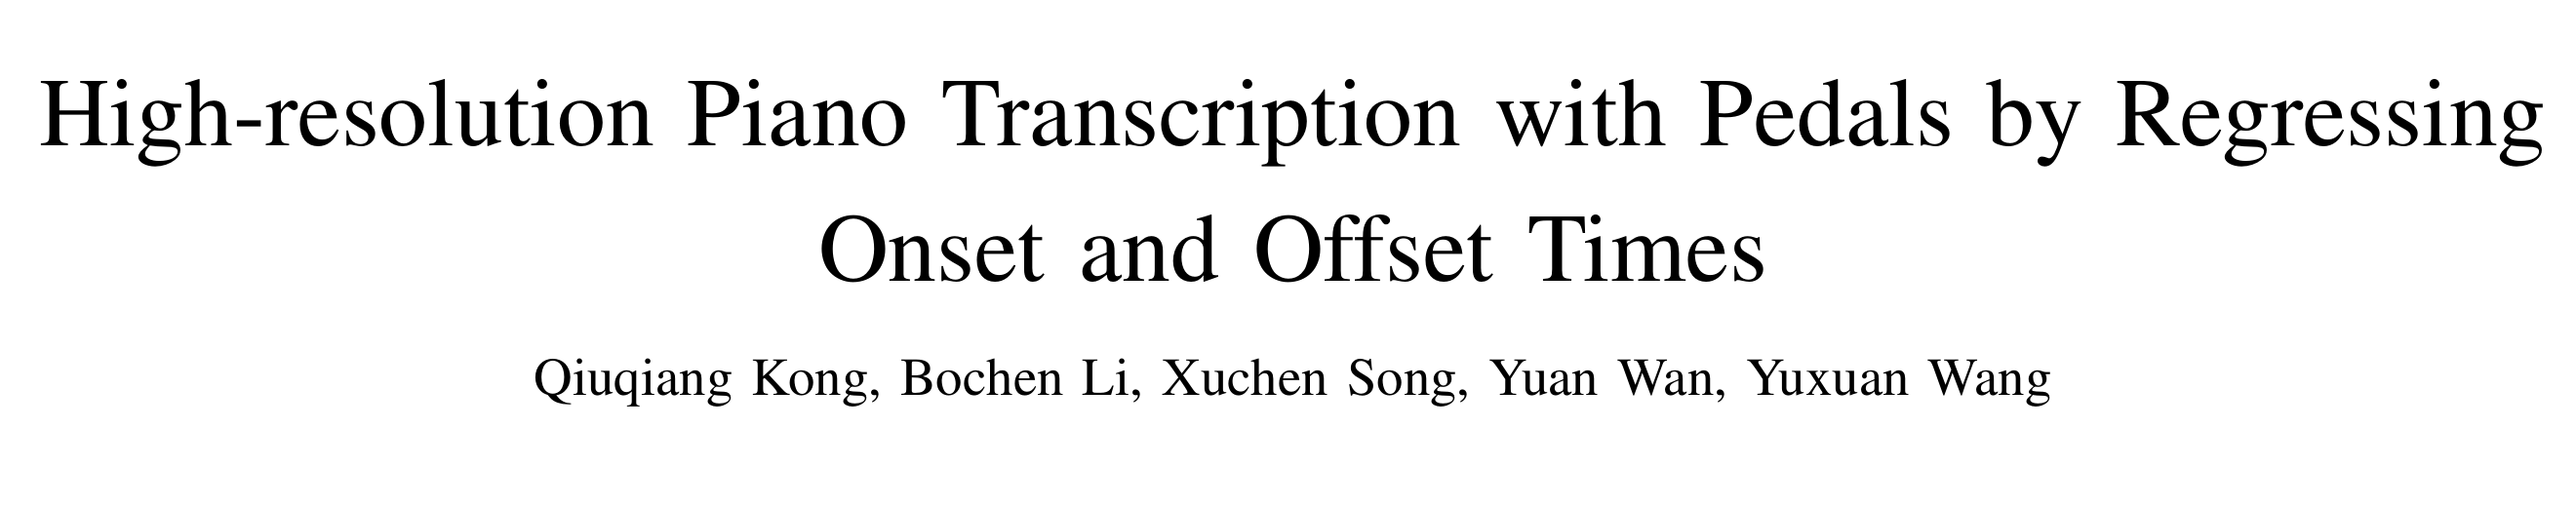 High-resolution Piano Transcription with Pedals by Regressing
Onset and Offset Times
Qiuqiang Kong, Bochen Li, Xuchen Song, Yuan Wan, Yuxuan Wang